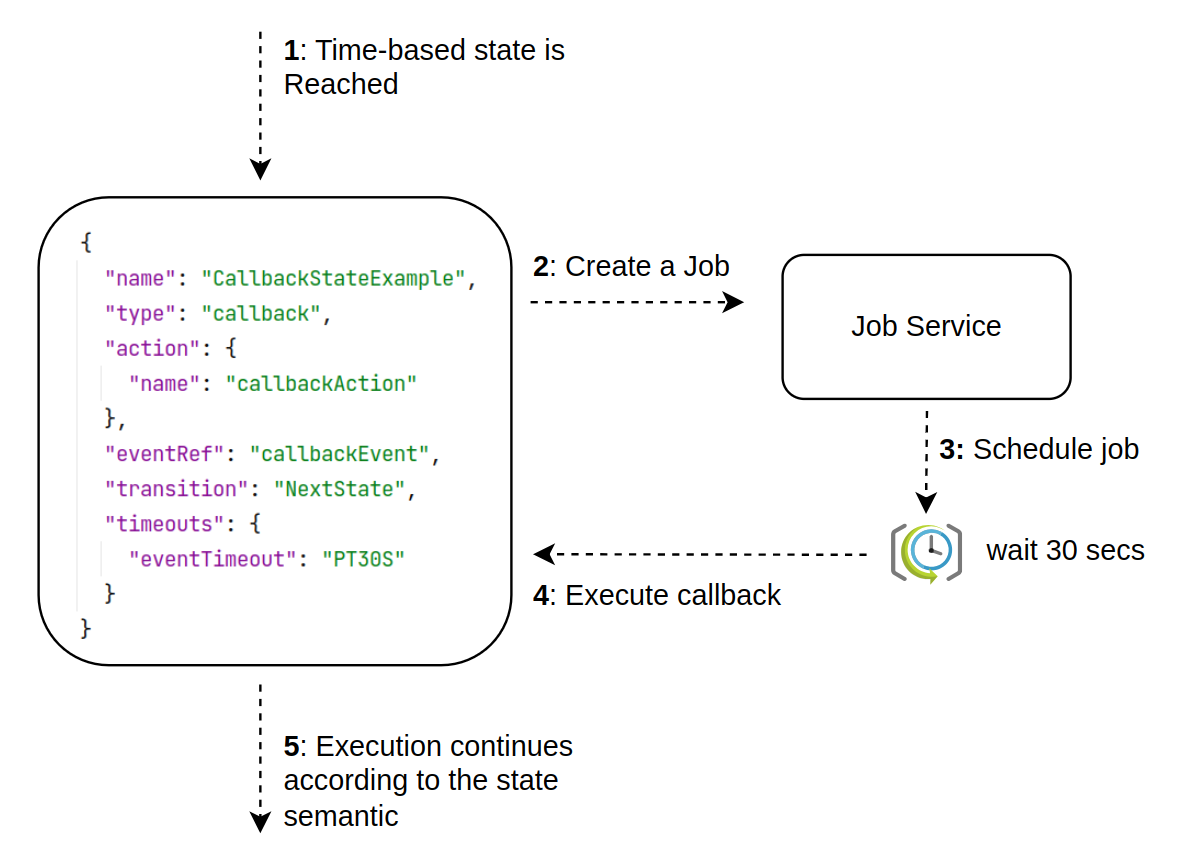 1: Time-based state is
Reached
{
"name": "CallbackStateExample",
"type": "callback",
"action": {
"name": "callbackAction"
},
"eventRef": "callbackEvent",
"transition": "NextState",
"timeouts": {
"eventTimeout": "PT30S"
}
}
2: Create a Job
Job Service
3: Schedule job
wait 30 secs
4: Execute callback
5: Execution continues
according to the state
semantic